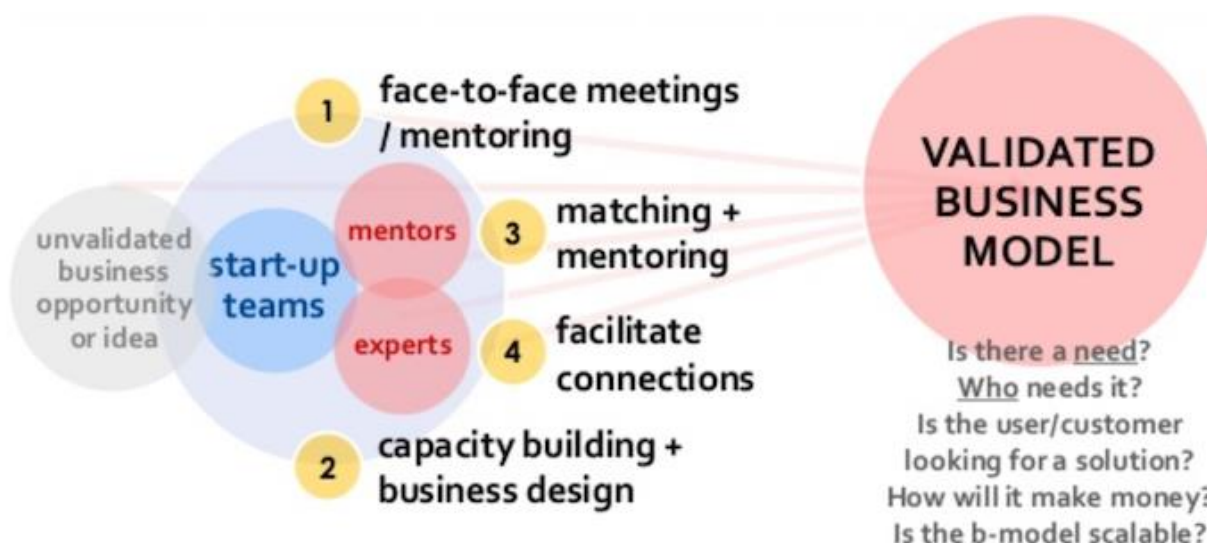 1
face-to-face meetings
/ mentoring
unvalidated
business
opportunity
or idea
start-up
teams
mentors
experts
3
matching +
mentoring
4
facilitate
connections
2
capacity building +
business design
VALIDATED
BUSINESS
MODEL
Is there a need?
Who needs it?
Is the user/customer
looking for a solution?
How will it make money?
Is the b-model scalable?